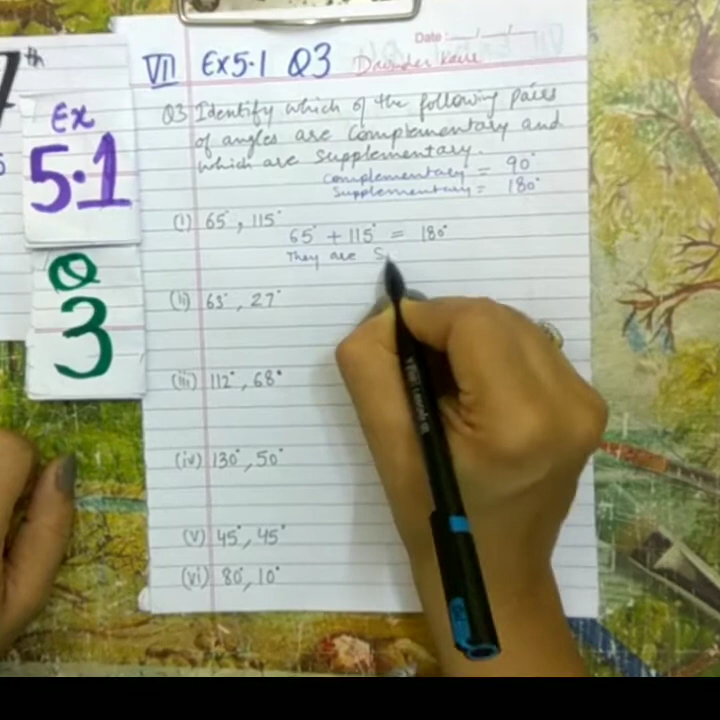 7th
Ex
5.1
Q
3
Date :
VII Ex5.1 Q3 Davinder Kaur
Q3 Identify which of the following pairs
of angles are complementary and
which are supplementary.
Complementary = 90°
Supplementary = 180°
(i) 65°, 115°
65° + 115° = 180°
They are S
(ii) 63°, 27°
(iii) 112°, 68°
(iv) 130°, 50°
(v) 45°, 45°
(vi) 80°, 10°